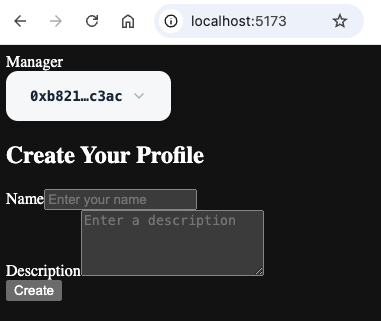 localhost:5173
Manager
0xb821…c3ac
Create Your Profile
Name Enter your name
Enter a description
Description
Create